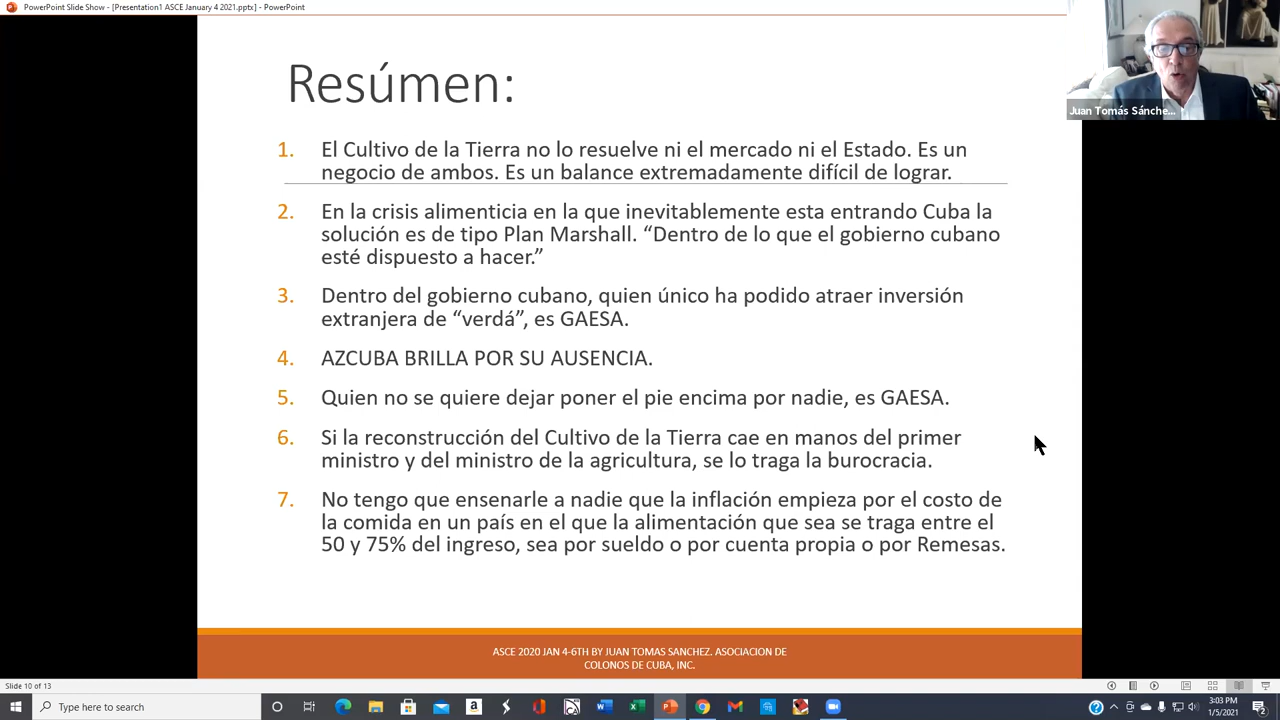 PowerPoint Slide Show - [Presentation1 ASCE January 4 2021.pptx] - PowerPoint
Juan Tomás Sánche...
Resúmen:
1. El Cultivo de la Tierra no lo resuelve ni el mercado ni el Estado. Es un
negocio de ambos. Es un balance extremadamente difícil de lograr.
2. En la crisis alimenticia en la que inevitablemente esta entrando Cuba la
solución es de tipo Plan Marshall. “Dentro de lo que el gobierno cubano
esté dispuesto a hacer.”
3. Dentro del gobierno cubano, quien único ha podido atraer inversión
extranjera de “verdá”, es GAESA.
4. AZCUBA BRILLA POR SU AUSENCIA.
5. Quien no se quiere dejar poner el pie encima por nadie, es GAESA.
6. Si la reconstrucción del Cultivo de la Tierra cae en manos del primer
ministro y del ministro de la agricultura, se lo traga la burocracia.
7. No tengo que ensenarle a nadie que la inflación empieza por el costo de
la comida en un país en el que la alimentación que sea se traga entre el
50 y 75% del ingreso, sea por sueldo o por cuenta propia o por Remesas.
ASCE 2020 JAN 4-6TH BY JUAN TOMAS SANCHEZ. ASOCIACION DE
COLONOS DE CUBA, INC.
Slide 10 of 13
Type here to search
3:03 PM
1/5/2021